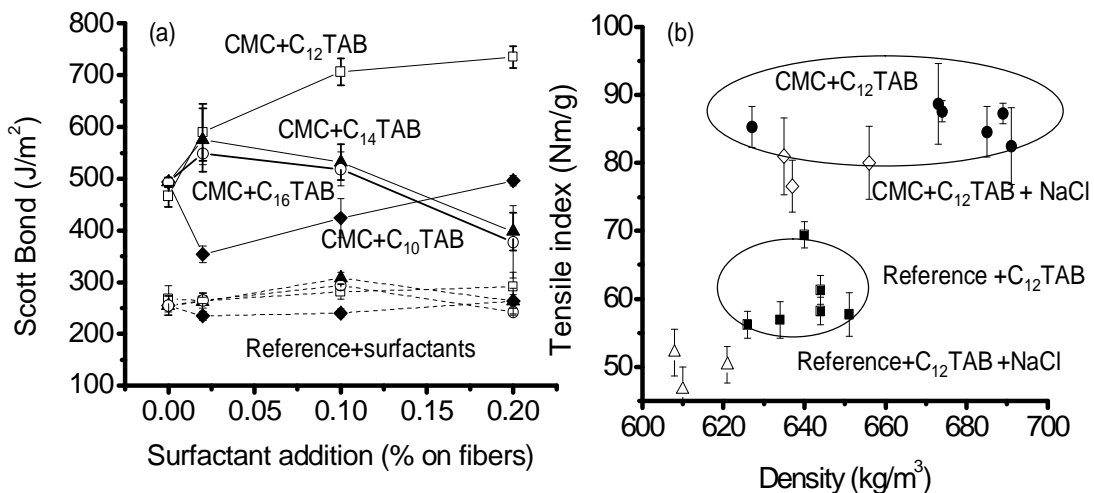 (a)
CMC+C₁₂TAB
CMC+C₁₄TAB
CMC+C₁₆TAB
CMC+C₁₀TAB
Reference+surfactants
Scott Bond (J/m²)
800
700
600
500
400
300
200
100
0.00 0.05 0.10 0.15 0.20
Surfactant addition (% on fibers)
(b)
CMC+C₁₂TAB
CMC+C₁₂TAB + NaCl
Reference +C₁₂TAB
Reference+C₁₂TAB +NaCl
Tensile index (Nm/g)
100
90
80
70
60
50
600 620 640 660 680 700
Density (kg/m³)